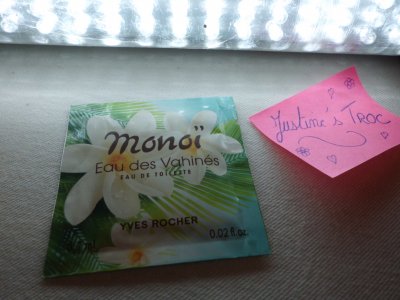 monoï
Eau des Vahinés
EAU DE TOILETTE
YVES ROCHER
0.02 fl.oz.
Justine's Troc